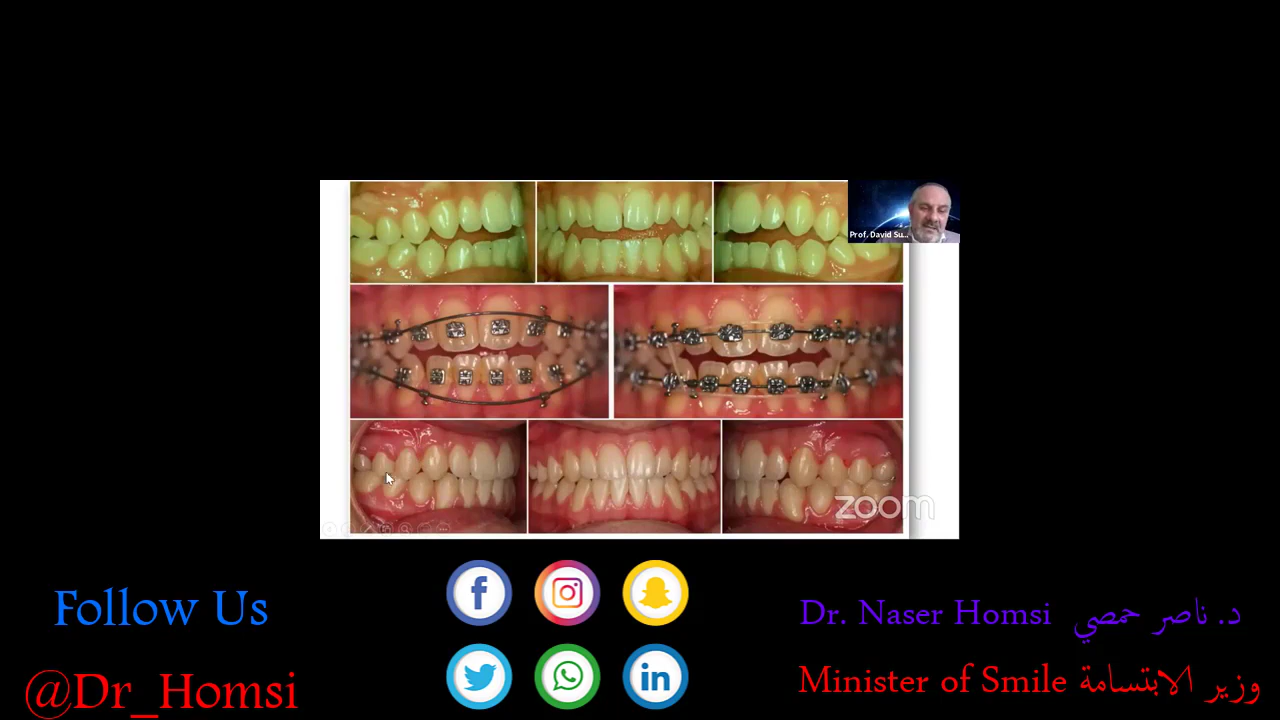 Prof. David Su...
zoom
Follow Us
@Dr_Homsi
Dr. Naser Homsi د. ناصر حمصي
Minister of Smile وزير الابتسامة